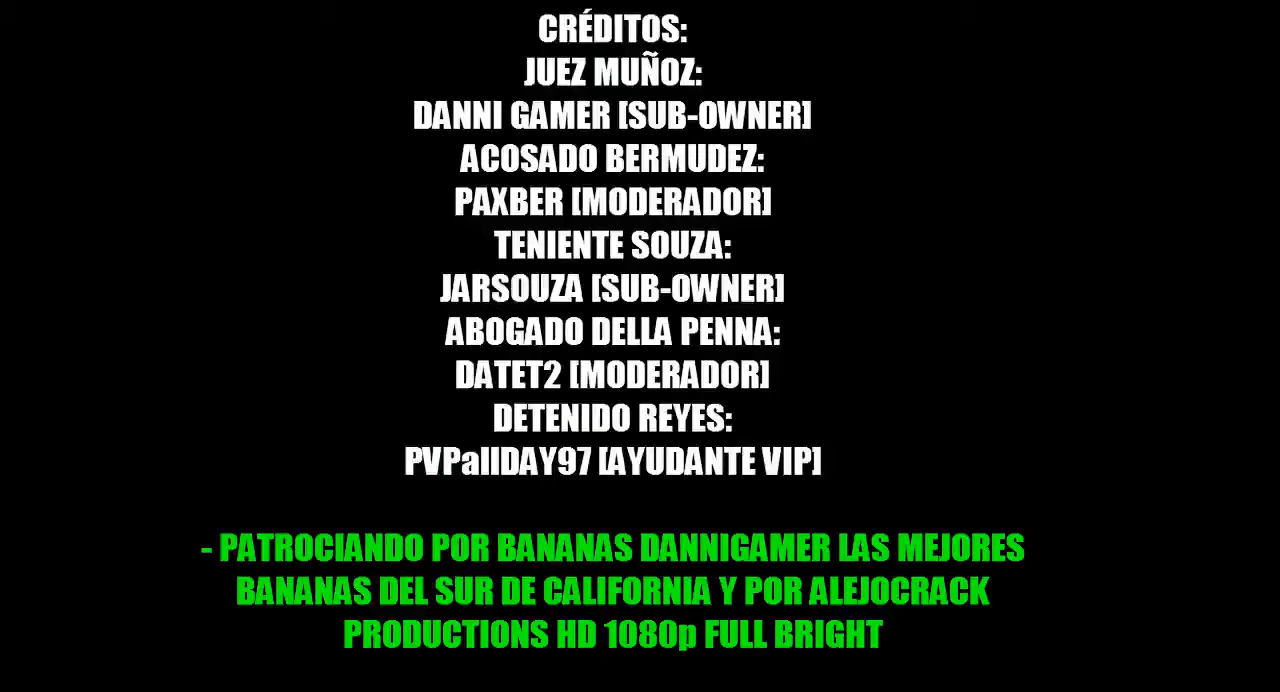 CRÉDITOS:
JUEZ MUÑOZ:
DANNI GAMER [SUB-OWNER]
ACOSADO BERMUDEZ:
PAXBER [MODERADOR]
TENIENTE SOUZA:
JARSOUZA [SUB-OWNER]
ABOGADO DELLA PENNA:
DATET2 [MODERADOR]
DETENIDO REYES:
PVPallDAY97 [AYUDANTE VIP]
- PATROCIANDO POR BANANAS DANNIGAMER LAS MEJORES
BANANAS DEL SUR DE CALIFORNIA Y POR ALEJOCRACK
PRODUCTIONS HD 1080p FULL BRIGHT